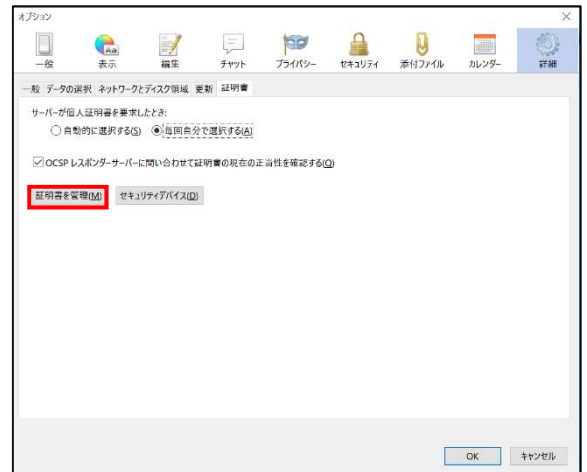 オプション
一般 表示 編集 チャット プライバシー セキュリティ 添付ファイル カレンダー 詳細
一般 データの選択 ネットワークとディスク領域 更新 証明書
サーバーが個人証明書を要求したとき:
自動的に選択する(S) 毎回自分で選択する(A)
OCSP レスポンダーサーバーに問い合わせて証明書の現在の正当性を確認する(Q)
証明書を管理(M) セキュリティデバイス(D)
OK キャンセル